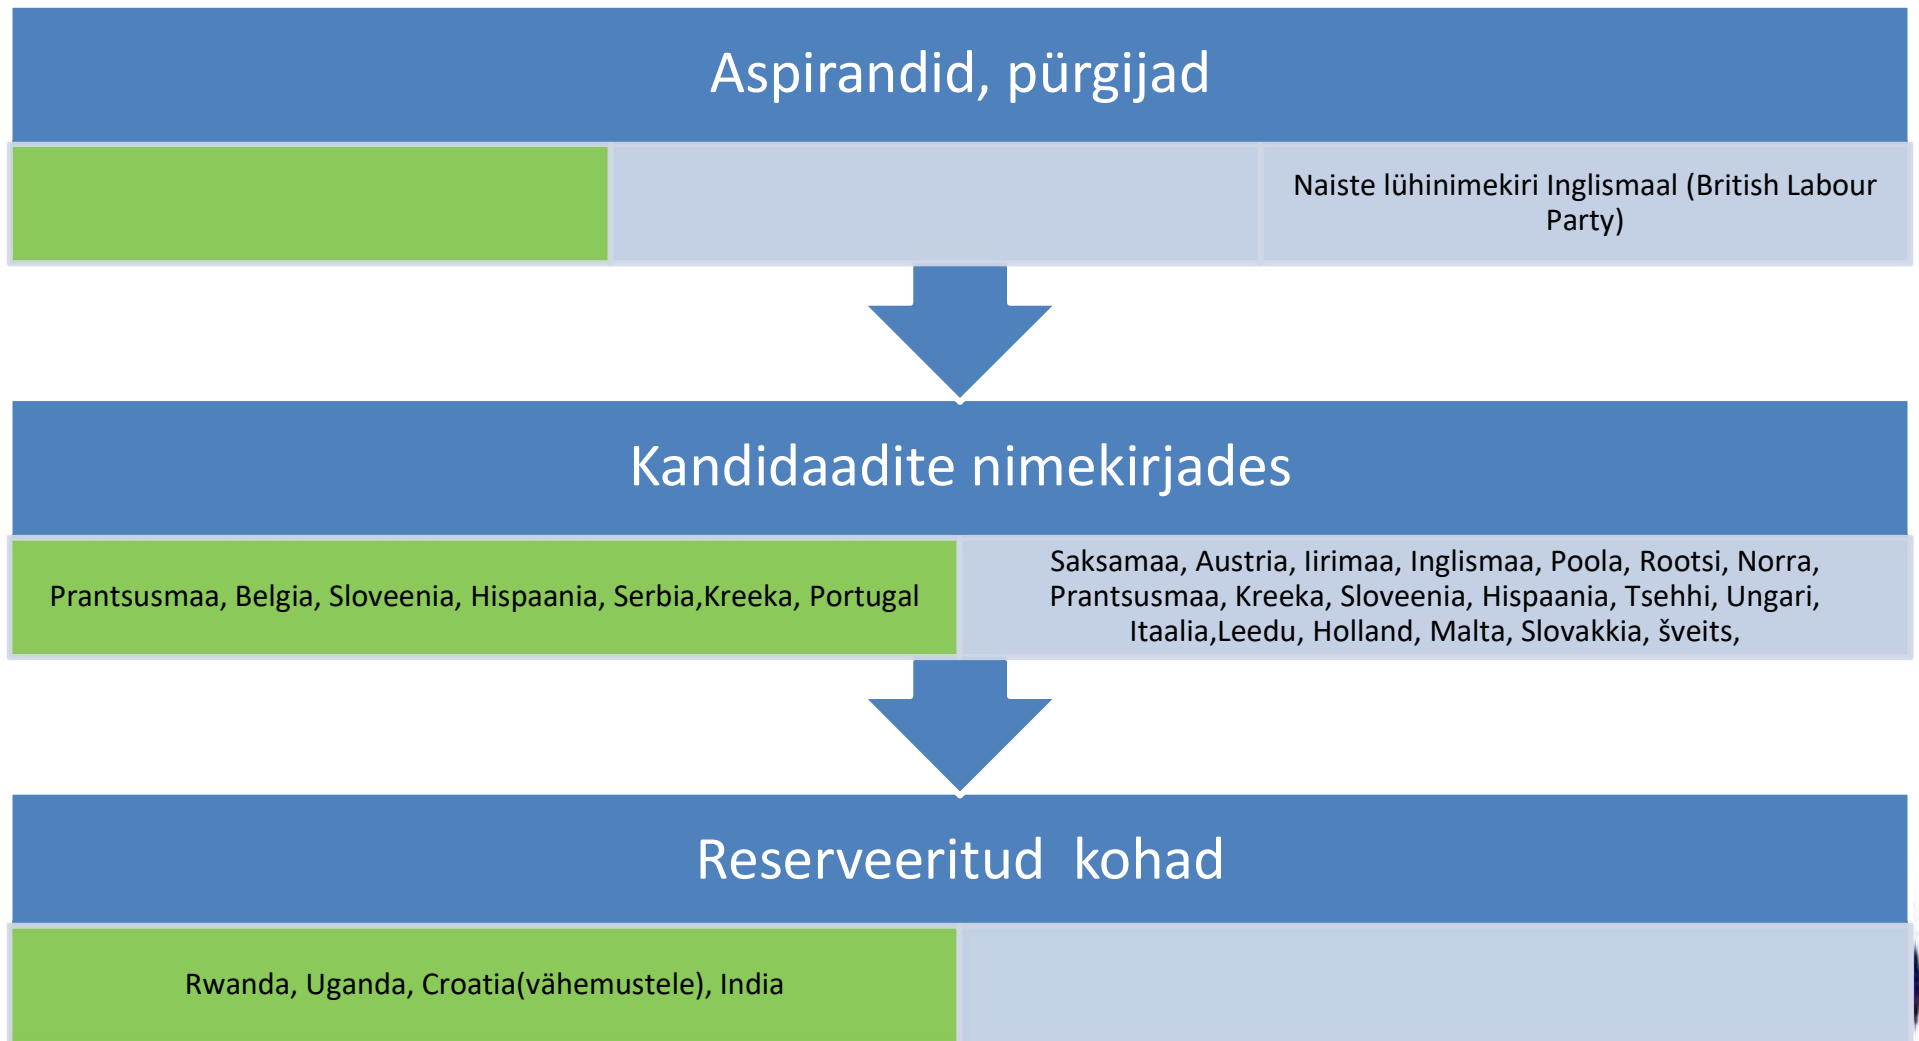 Aspirandid, pürgijad
Naiste lühinimekiri Inglismaal (British Labour
Party)
Kandidaadite nimekirjades
Prantsusmaa, Belgia, Sloveenia, Hispaania, Serbia,Kreeka, Portugal
Saksamaa, Austria, Iirimaa, Inglismaa, Poola, Rootsi, Norra,
Prantsusmaa, Kreeka, Sloveenia, Hispaania, Tsehhi, Ungari,
Itaalia,Leedu, Holland, Malta, Slovakkia, šveits,
Reserveeritud  kohad
Rwanda, Uganda, Croatia(vähemustele), India